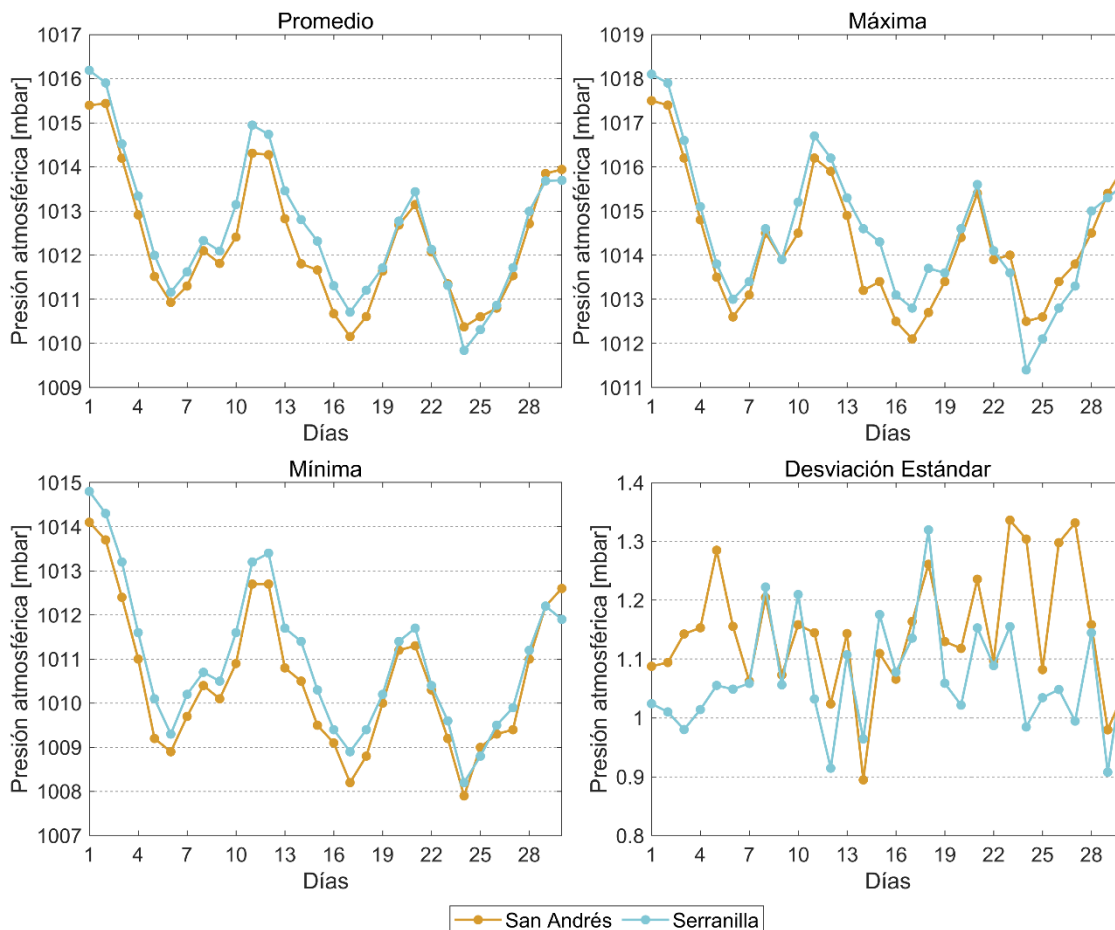 Promedio
Presión atmosférica [mbar]
1017
1016
1015
1014
1013
1012
1011
1010
1009
1 4 7 10 13 16 19 22 25 28
Días
Máxima
Presión atmosférica [mbar]
1019
1018
1017
1016
1015
1014
1013
1012
1011
1 4 7 10 13 16 19 22 25 28
Días
Mínima
Presión atmosférica [mbar]
1015
1014
1013
1012
1011
1010
1009
1008
1007
1 4 7 10 13 16 19 22 25 28
Días
Desviación Estándar
Presión atmosférica [mbar]
1.4
1.3
1.2
1.1
1
0.9
0.8
1 4 7 10 13 16 19 22 25 28
Días
San Andrés Serranilla